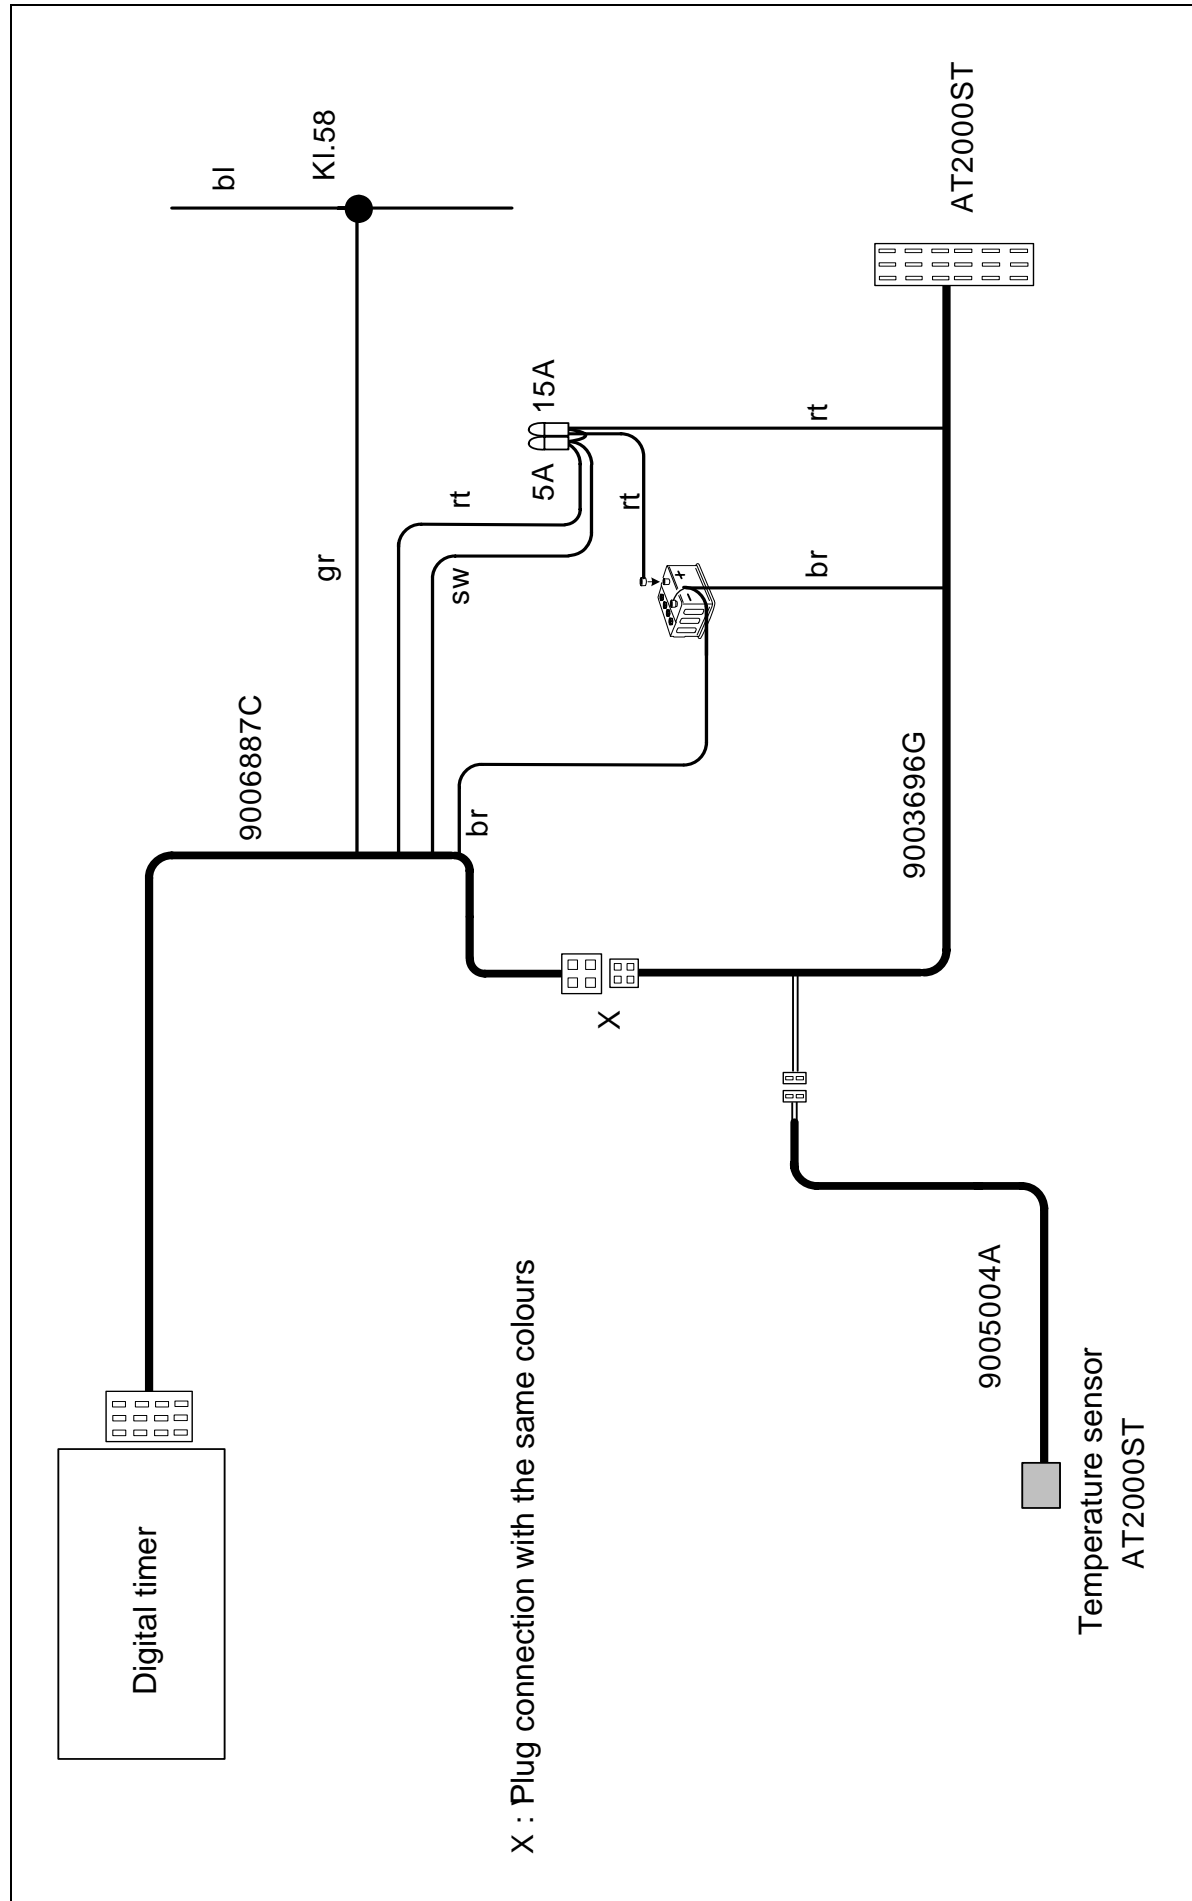 Digital timer
9006887C
bl
Kl.58
gr
rt
sw
br
5A
15A
rt
rt
br
X
9003696G
AT2000ST
X : Plug connection with the same colours
9005004A
Temperature sensor
AT2000ST